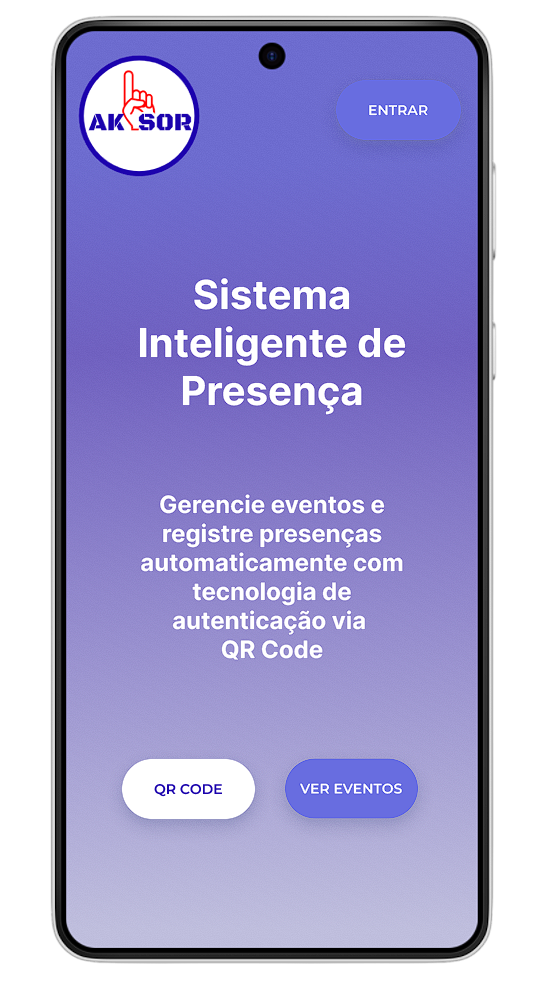 AKSOR
ENTRAR
Sistema
Inteligente de
Presença
Gerencie eventos e
registre presenças
automaticamente com
tecnologia de
autenticação via
QR Code
QR CODE
VER EVENTOS